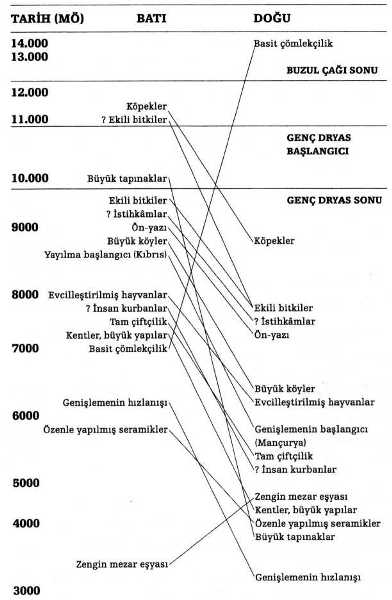 TARİH (MÖ) BATI DOĞU
14.000 Basit çömlekçilik
13.000
BUZUL ÇAĞI SONU
12.000
Köpekler
11.000 ? Ekili bitkiler
GENÇ DRYAS
BAŞLANGICI
10.000 Büyük tapınaklar
Ekili bitkiler GENÇ DRYAS SONU
? İstihkâmlar
9000 Ön-yazı
Büyük köyler Köpekler
Yayılma başlangıcı (Kıbrıs)
8000 Evcilleştirilmiş hayvanlar
? İnsan kurbanlar Ekili bitkiler
Tam çiftçilik ? İstihkâmlar
Kentler, büyük yapılar Ön-yazı
7000 Basit çömlekçilik
Büyük köyler
Genişlemenin hızlanışı Evcilleştirilmiş hayvanlar
6000
Özenle yapılmış seramikler Genişlemenin başlangıcı
(Mançurya)
Tam çiftçilik
? İnsan kurbanlar
5000
Zengin mezar eşyası
Kentler, büyük yapılar
4000 Özenle yapılmış seramikler
Büyük tapınaklar
Zengin mezar eşyası
Genişlemenin hızlanışı
3000